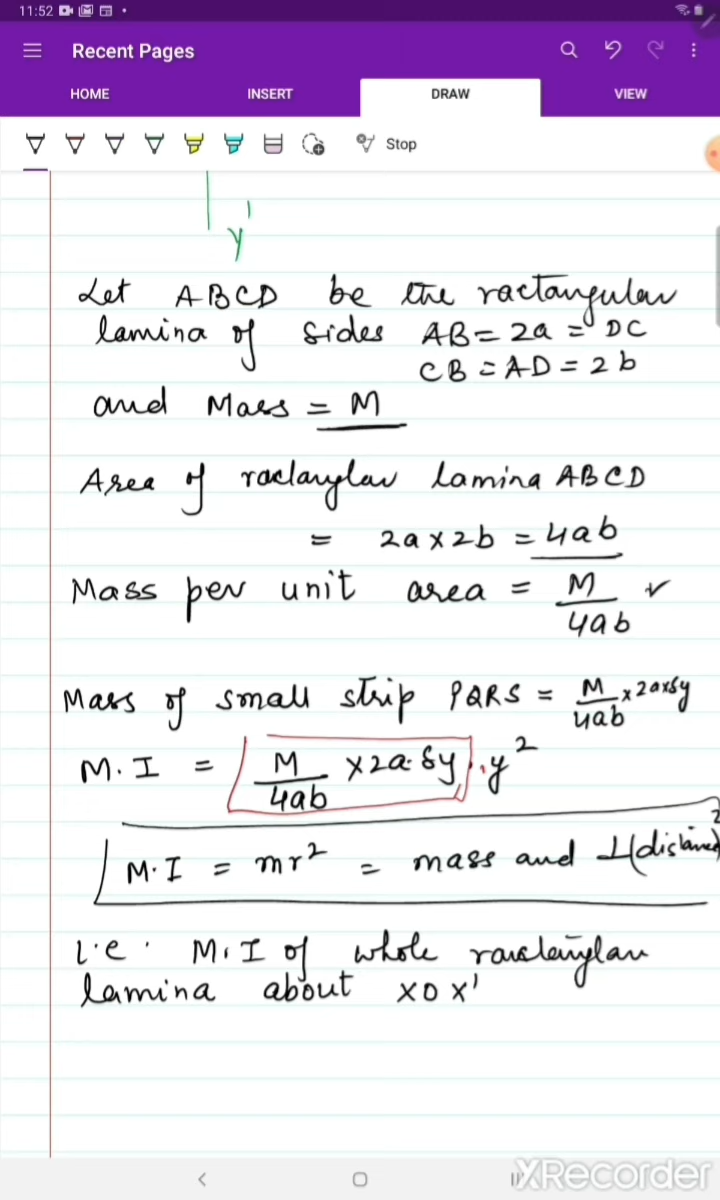 11:52
Recent Pages
HOME INSERT DRAW VIEW
Stop
y'
Let ABCD be the ractangular
lamina of sides AB = 2a = DC
CB = AD = 2b
and Mass = M
Area of raclanglar lamina ABCD
= 2a × 2b = 4ab
Mass per unit area = M/4ab ✓
Mass of small strip PQRS = M/4ab × 2a×δy
M.I = M/4ab × 2a.δy . y²
M.I = mr² = mass and ⊥(distance)²
i.e. M.I of whole ractanglar
lamina about XOX'
XRecorder